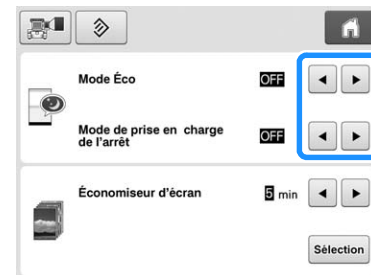 Mode Éco OFF
Mode de prise en charge
de l'arrêt OFF
Économiseur d'écran 5 min
Sélection